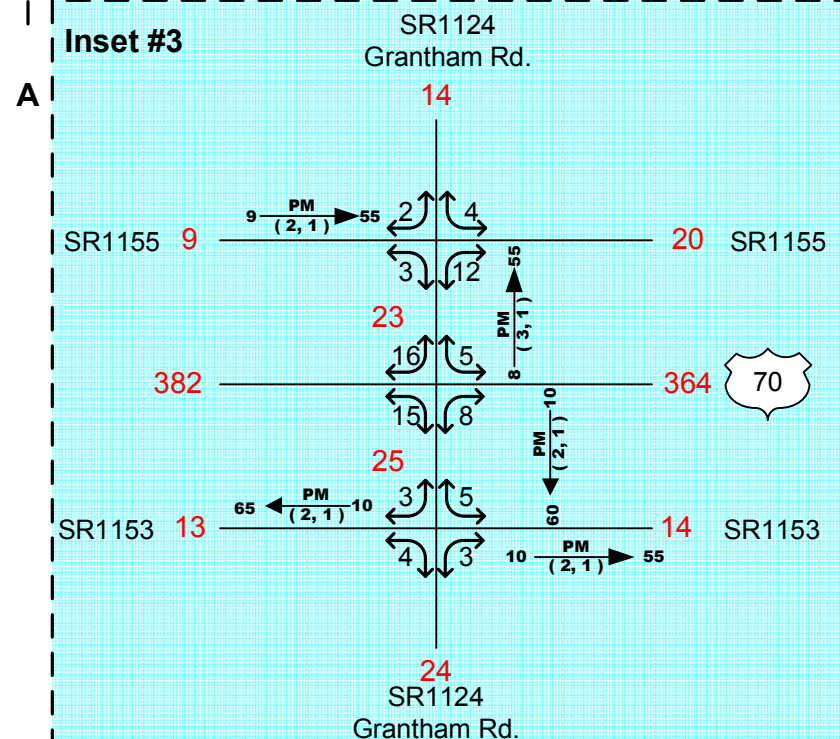 A
Inset #3
SR1124
Grantham Rd.
14
9 PM 55
( 2, 1 )
2 4
SR1155 9 20 SR1155
3 12
55
PM
( 3, 1 )
8
23
16 5
382 364 70
15 8
10
PM
( 2, 1 )
60
25
3 5
65 PM 10
( 2, 1 )
SR1153 13 14 SR1153
4 3
10 PM 55
( 2, 1 )
24
SR1124
Grantham Rd.